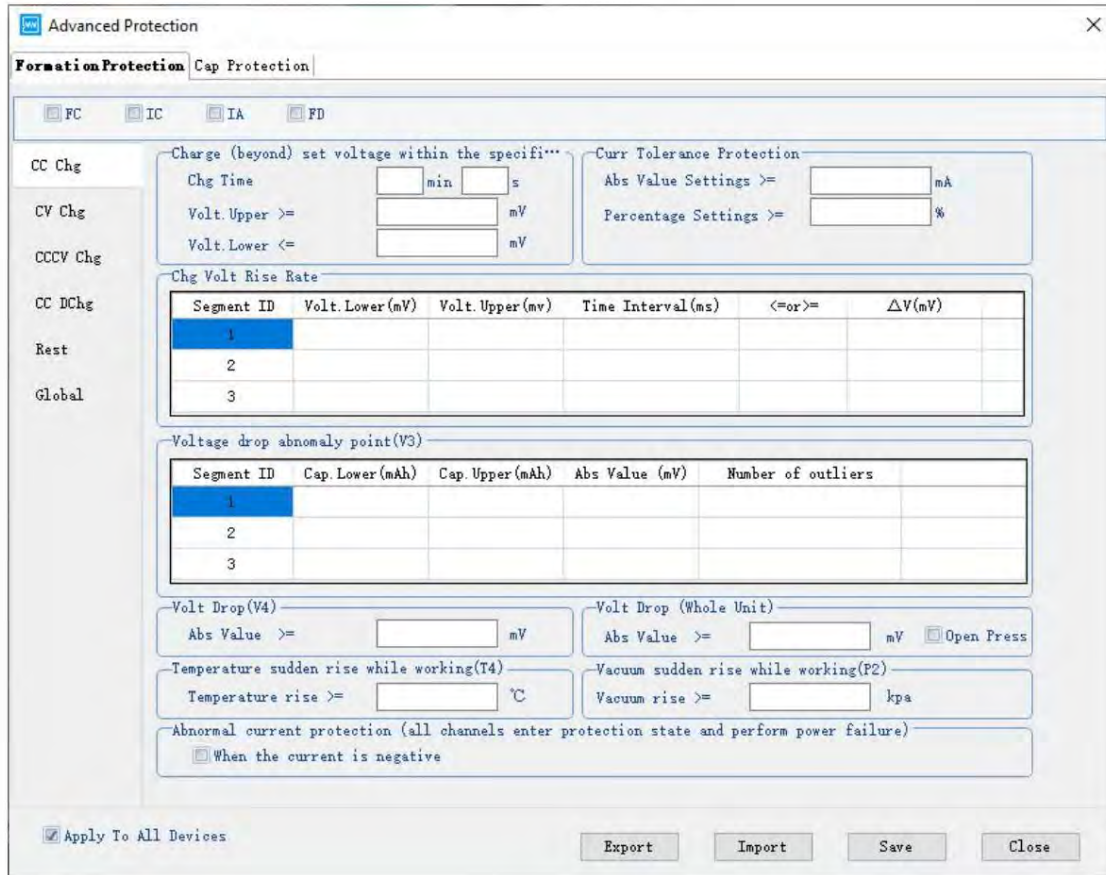 Advanced Protection
Formation Protection Cap Protection
FC IC IA FD
CC Chg
CV Chg
CCCV Chg
CC DChg
Rest
Global
Charge (beyond) set voltage within the specifi…
Chg Time min s
Volt.Upper >= mV
Volt.Lower <= mV
Curr Tolerance Protection
Abs Value Settings >= mA
Percentage Settings >= %
Chg Volt Rise Rate
Segment ID Volt.Lower(mV) Volt.Upper(mv) Time Interval(ms) <=or>= △V(mV)
1
2
3
Voltage drop abnomaly point(V3)
Segment ID Cap.Lower(mAh) Cap.Upper(mAh) Abs Value (mV) Number of outliers
1
2
3
Volt Drop(V4)
Abs Value >= mV
Volt Drop (Whole Unit)
Abs Value >= mV Open Press
Temperature sudden rise while working(T4)
Temperature rise >= ℃
Vacuum sudden rise while working(P2)
Vacuum rise >= kpa
Abnormal current protection (all channels enter protection state and perform power failure)
When the current is negative
Apply To All Devices
Export Import Save Close